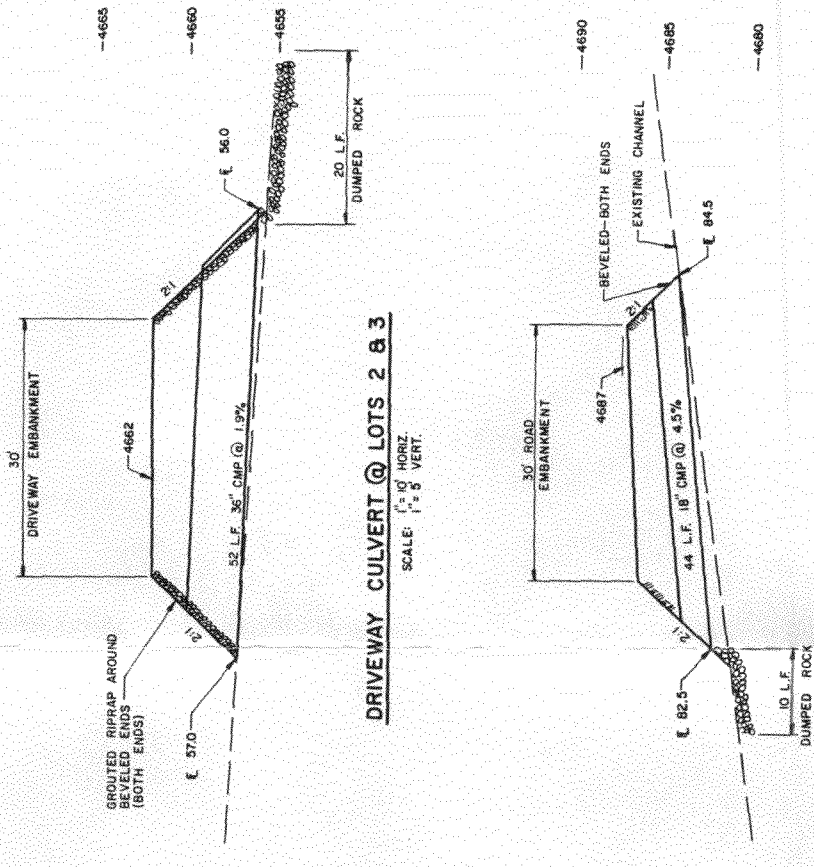 30'
DRIVEWAY EMBANKMENT
4662
2:1
2:1
GROUTED RIPRAP AROUND
BEVELED ENDS
(BOTH ENDS)
52 L.F. 36" CMP @ 1.9%
℄ 57.0
℄ 56.0
20 L.F.
DUMPED ROCK
4665
4660
4655
DRIVEWAY CULVERT @ LOTS 2 & 3
SCALE: 1"= 10' HORIZ.
1"= 5' VERT.
30' ROAD
EMBANKMENT
4687
2:1
2:1
BEVELED-BOTH ENDS
EXISTING CHANNEL
44 L.F. 18" CMP @ 4.5%
℄ 84.5
℄ 82.5
10 L.F.
DUMPED ROCK
4690
4685
4680